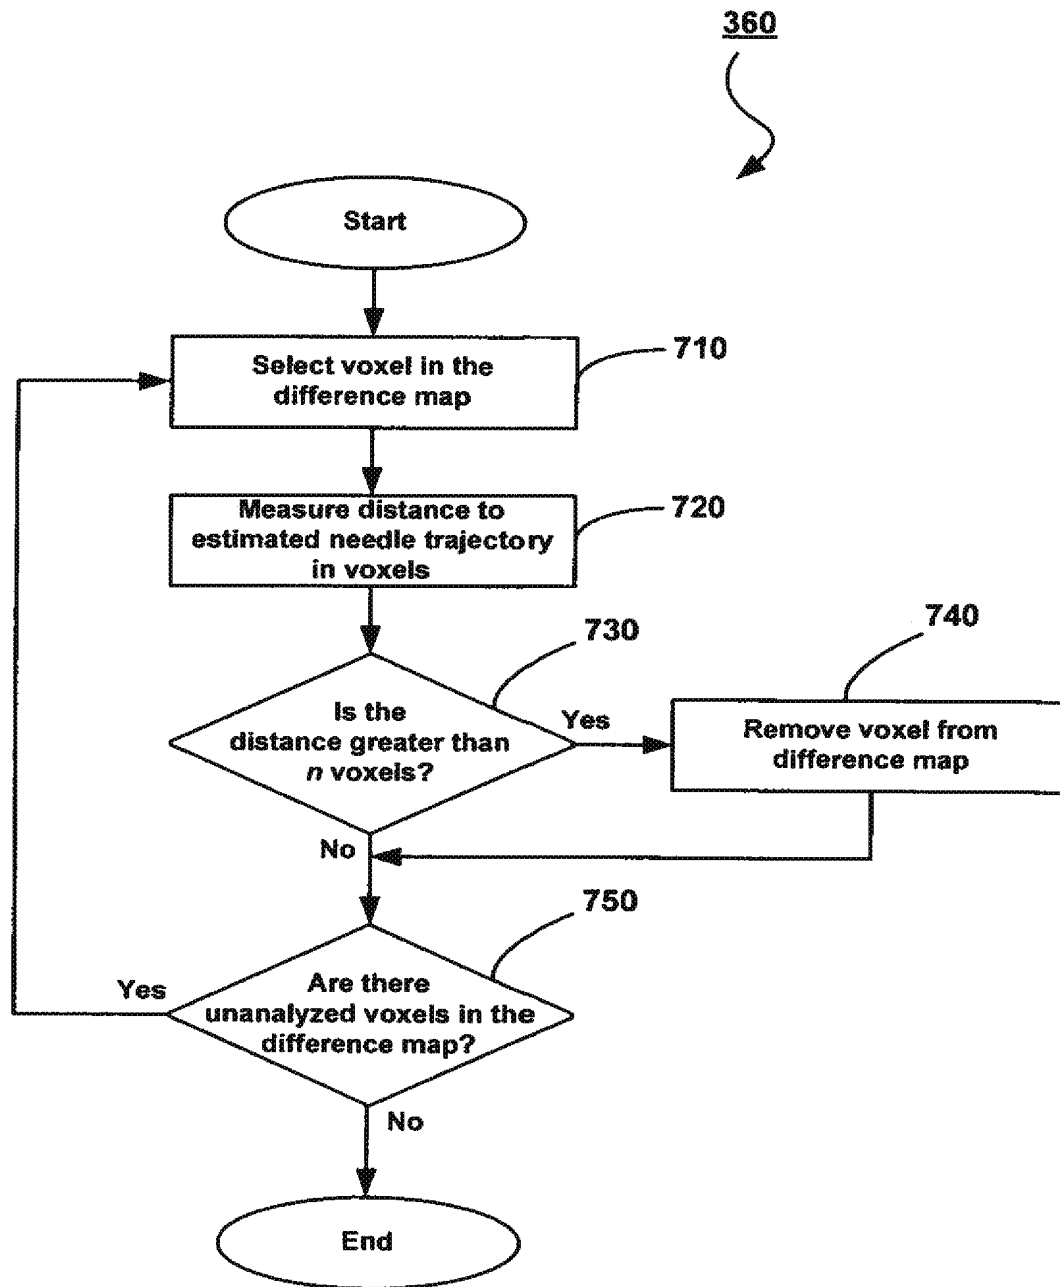 360
Start
Select voxel in the
difference map
710
Measure distance to
estimated needle trajectory
in voxels
720
730
Is the
distance greater than
n voxels?
Yes
740
Remove voxel from
difference map
No
750
Are there
unanalyzed voxels in the
difference map?
Yes
No
End